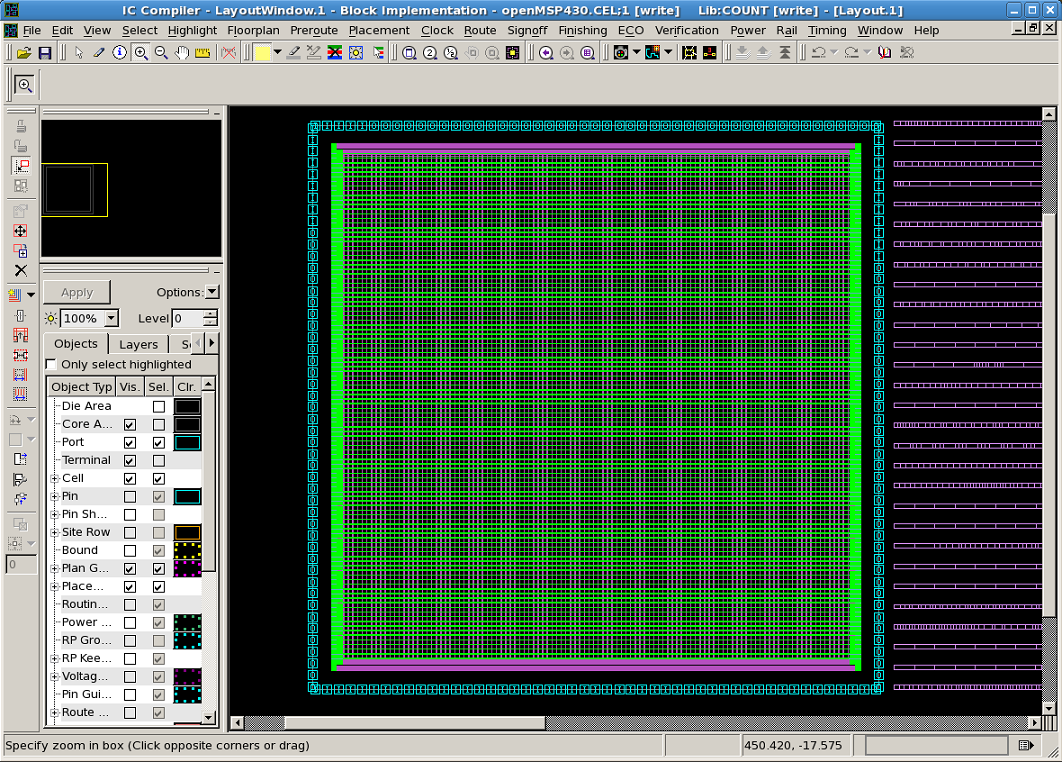 IC Compiler - LayoutWindow.1 - Block Implementation - openMSP430.CEL;1 [write] Lib:COUNT [write] - [Layout.1]
File Edit View Select Highlight Floorplan Preroute Placement Clock Route Signoff Finishing ECO Verification Power Rail Timing Window Help
Apply Options:
100% Level 0
Objects Layers S
Only select highlighted
Object Typ Vis. Sel. Clr.
Die Area
Core A...
Port
Terminal
Cell
Pin
Pin Sh...
Site Row
Bound
Plan G...
Place...
Routin...
Power ...
RP Gro...
RP Kee...
Voltag...
Pin Gui...
Route ...
0
Specify zoom in box (Click opposite corners or drag) 450.420, -17.575